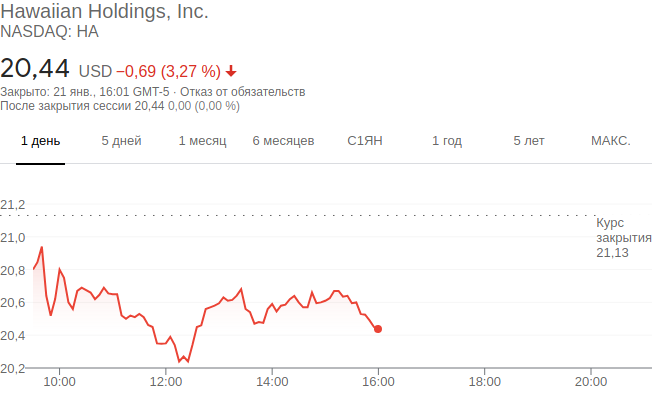 Hawaiian Holdings, Inc.
NASDAQ: HA
20,44 USD −0,69 (3,27 %)
Закрыто: 21 янв., 16:01 GMT-5 · Отказ от обязательств
После закрытия сессии 20,44 0,00 (0,00 %)
1 день 5 дней 1 месяц 6 месяцев С1ЯН 1 год 5 лет МАКС.
21,2
Курс
закрытия
21,13
21,0
20,8
20,6
20,4
20,2
10:00 12:00 14:00 16:00 18:00 20:00